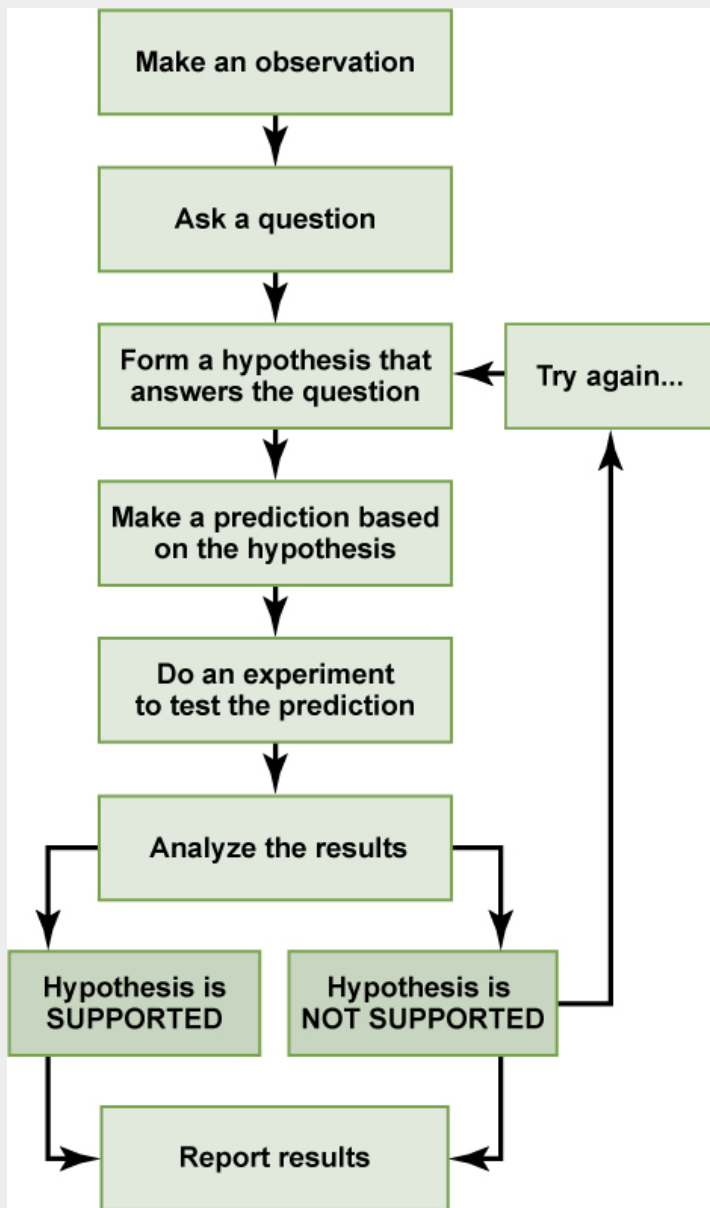 Make an observation
Ask a question
Form a hypothesis that
answers the question
Try again...
Make a prediction based
on the hypothesis
Do an experiment
to test the prediction
Analyze the results
Hypothesis is
SUPPORTED
Hypothesis is
NOT SUPPORTED
Report results